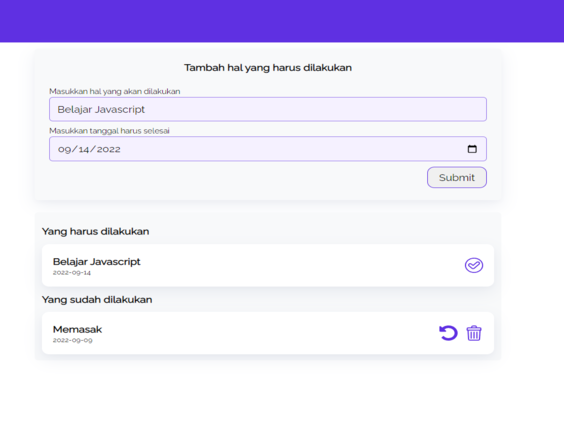 Tambah hal yang harus dilakukan
Masukkan hal yang akan dilakukan
Belajar Javascript
Masukkan tanggal harus selesai
09/14/2022
Submit
Yang harus dilakukan
Belajar Javascript
2022-09-14
Yang sudah dilakukan
Memasak
2022-09-09